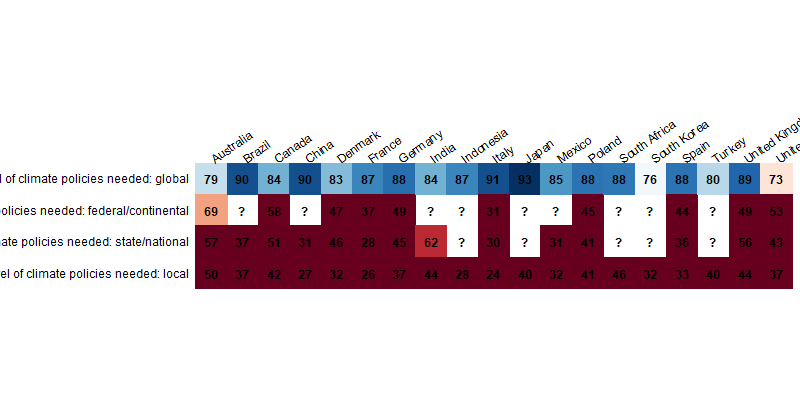 Australia Brazil Canada China Denmark France Germany India Indonesia Italy Japan Mexico Poland South Africa South Korea Spain Turkey United Kingd Unite
l of climate policies needed: global 79 90 84 90 83 87 88 84 87 91 93 85 88 88 76 88 80 89 73
policies needed: federal/continental 69 ? 58 ? 47 37 49 ? ? 31 ? ? 45 ? ? 44 ? 49 53
ate policies needed: state/national 57 37 51 31 46 28 45 62 ? 30 ? 31 41 ? ? 36 ? 56 43
el of climate policies needed: local 50 37 42 27 32 26 37 44 28 24 40 32 41 46 32 33 40 44 37